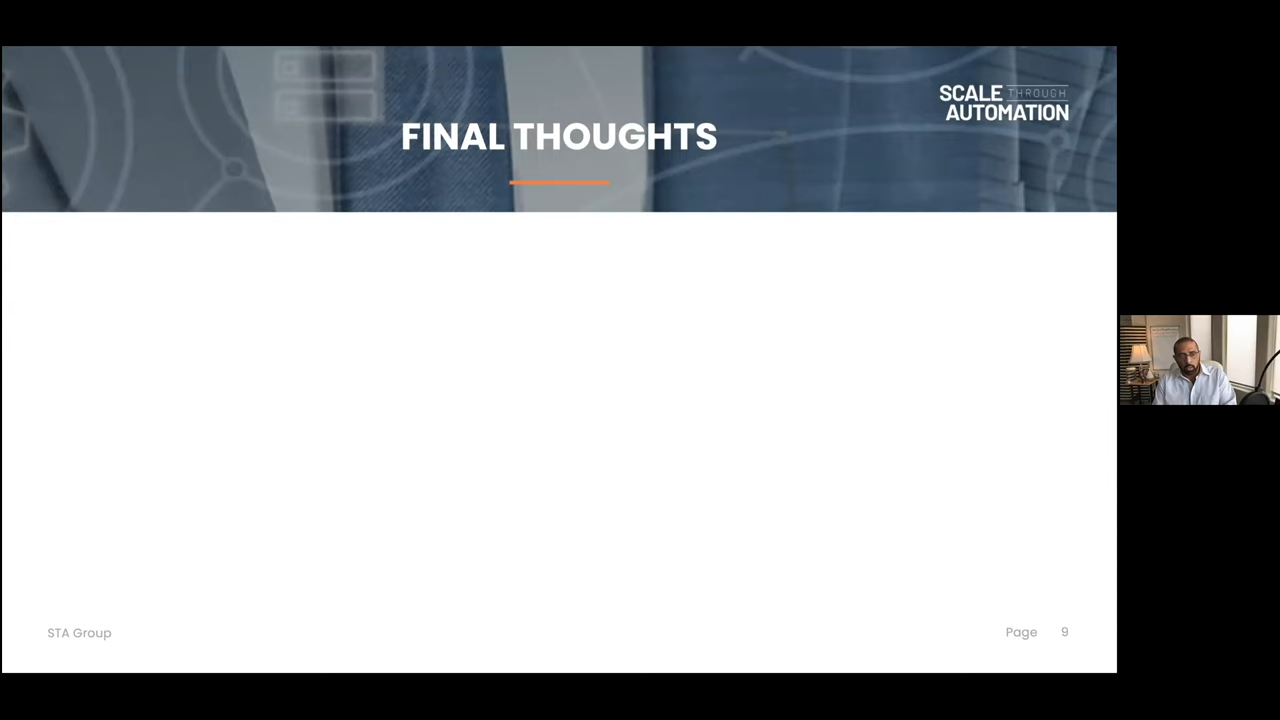 SCALE THROUGH
AUTOMATION
FINAL THOUGHTS
STA Group
Page 9